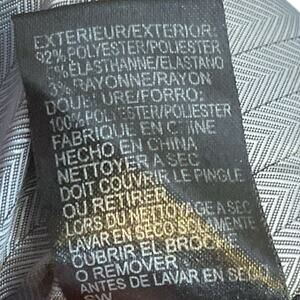 EXTERIEUR/EXTERIOR:
92% POLYESTER/POLIESTER
5% ELASTHANNE/ELASTANO
3% RAYONNE/RAYON
DOUBLURE/FORRO:
100% POLYESTER/POLIESTER
FABRIQUE EN CHINE
HECHO EN CHINA
NETTOYER A SEC
DOIT COUVRIR LE PINGLE
OU RETIRER
LORS DU NETTOYAGE A SEC
LAVAR EN SECO SOLAMENTE
CUBRIR EL BROCHE
O REMOVER
ANTES DE LAVAR EN SECO
SW